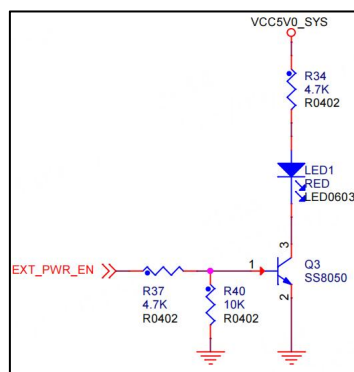 VCC5V0_SYS
R34
4.7K
R0402
LED1
RED
LED0603
3
EXT_PWR_EN
1
Q3
SS8050
2
R37
4.7K
R0402
R40
10K
R0402